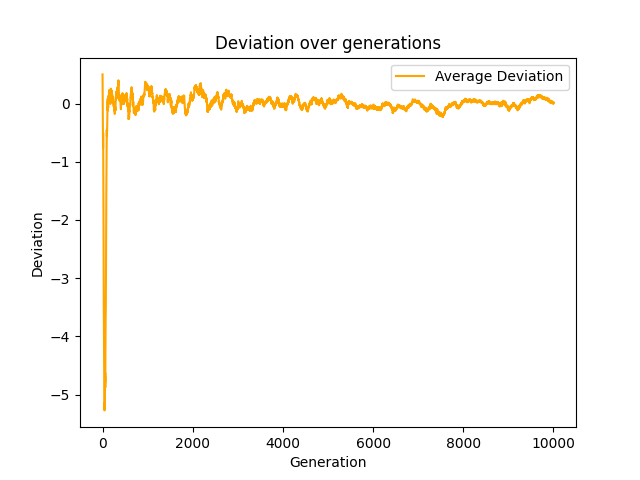 Deviation over generations
Average Deviation
0
−1
−2
−3
−4
−5
Deviation
0 2000 4000 6000 8000 10000
Generation